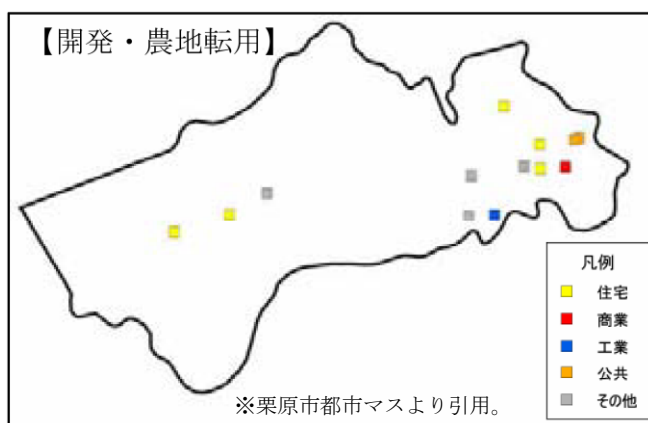 【開発・農地転用】
凡例
住宅
商業
工業
公共
その他
※栗原市都市マスより引用。